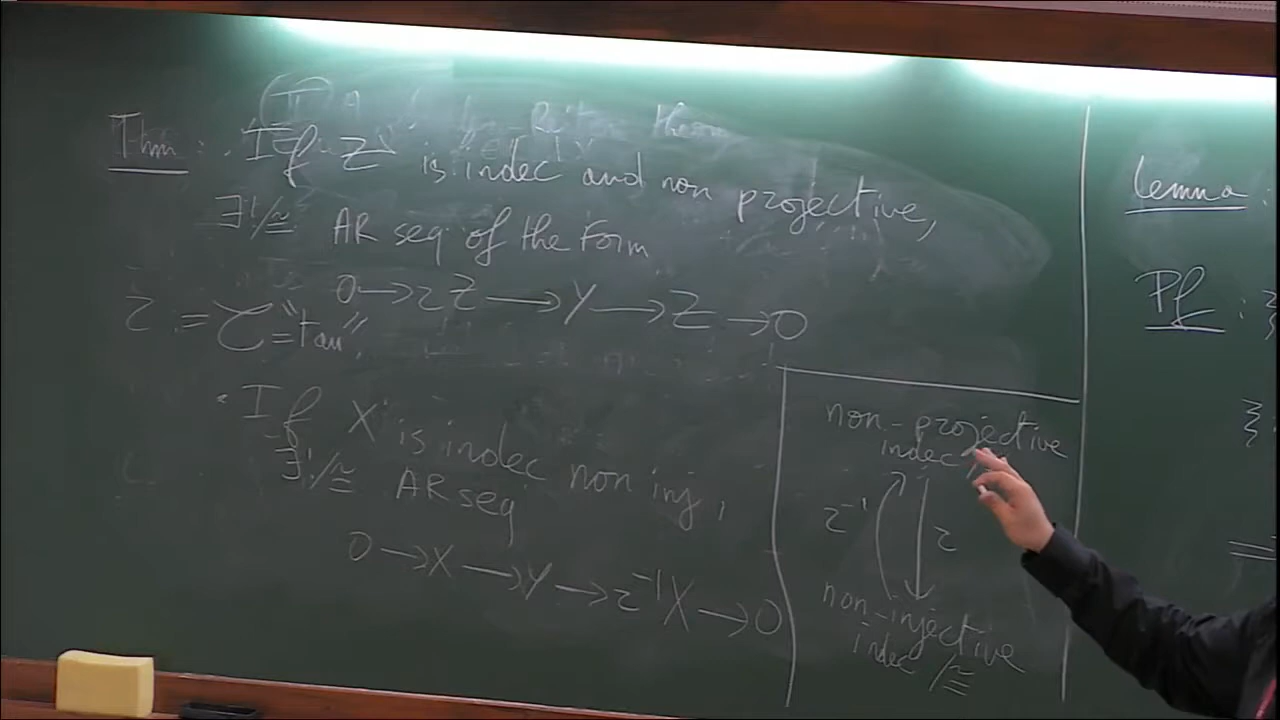 Thm : . If Z is indec and non projective,
∃!/≅ AR seq of the form
0 → τZ → Y → Z → 0
τ := τ = "tau"
· If X is indec non inj,
∃!/≅ AR seq
0 → X → Y → τ⁻¹X → 0
non-projective
indec
τ⁻¹ τ
non-injective
indec /≅
Lemma :
Pf :